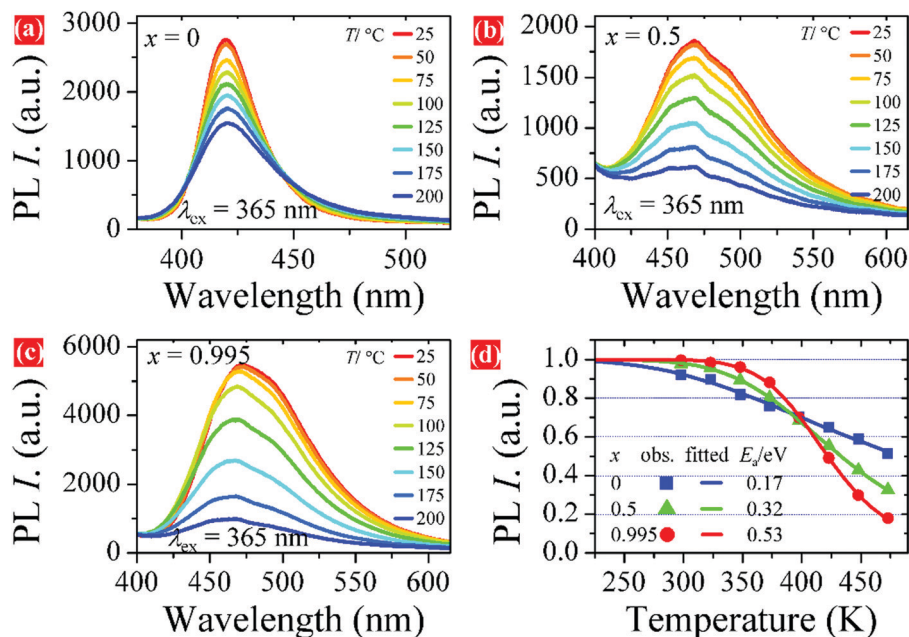 (a)
x = 0
T/ °C
25
50
75
100
125
150
175
200
λex = 365 nm
3000
2000
1000
0
PL I. (a.u.)
400 450 500
Wavelength (nm)
(b)
x = 0.5
T/ °C
25
50
75
100
125
150
175
200
λex = 365 nm
2000
1500
1000
500
0
PL I. (a.u.)
400 450 500 550 600
Wavelength (nm)
(c)
x = 0.995
T/ °C
25
50
75
100
125
150
175
200
λex = 365 nm
6000
4000
2000
0
PL I. (a.u.)
400 450 500 550 600
Wavelength (nm)
(d)
1.0
0.8
0.6
0.4
0.2
0.0
PL I. (a.u.)
x obs. fitted Ea/eV
0 0.17
0.5 0.32
0.995 0.53
250 300 350 400 450
Temperature (K)